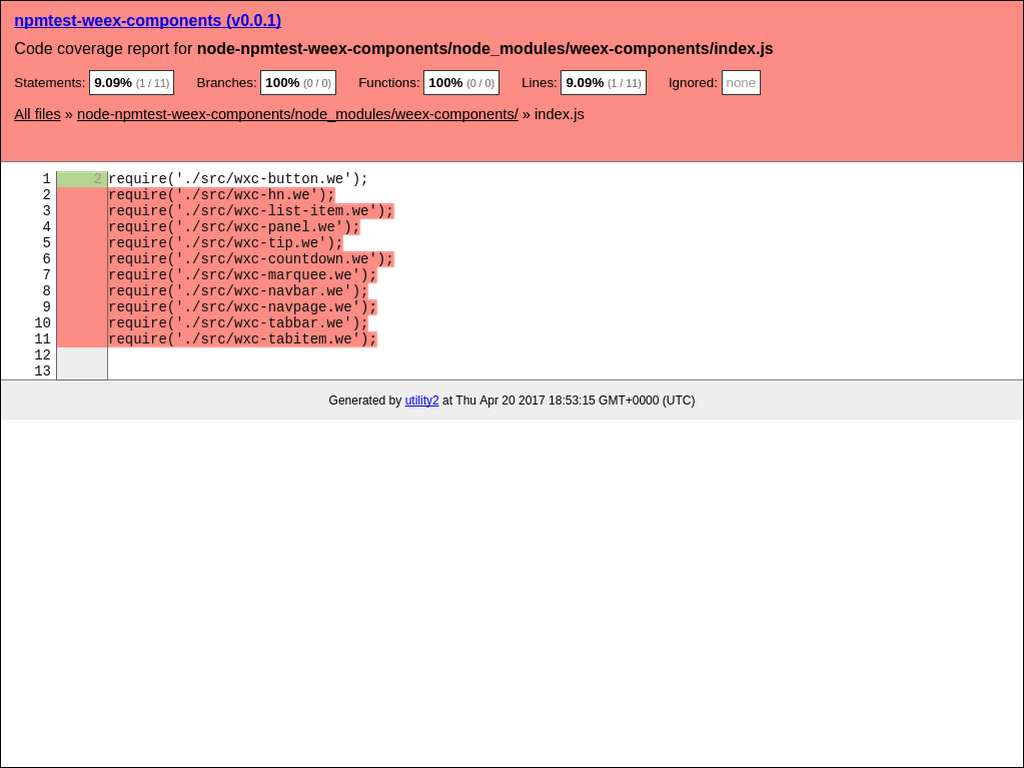 npmtest-weex-components (v0.0.1)
Code coverage report for node-npmtest-weex-components/node_modules/weex-components/index.js
Statements: 9.09% (1 / 11) Branches: 100% (0 / 0) Functions: 100% (0 / 0) Lines: 9.09% (1 / 11) Ignored: none
All files » node-npmtest-weex-components/node_modules/weex-components/ » index.js
1 2 require('./src/wxc-button.we');
2 require('./src/wxc-hn.we');
3 require('./src/wxc-list-item.we');
4 require('./src/wxc-panel.we');
5 require('./src/wxc-tip.we');
6 require('./src/wxc-countdown.we');
7 require('./src/wxc-marquee.we');
8 require('./src/wxc-navbar.we');
9 require('./src/wxc-navpage.we');
10 require('./src/wxc-tabbar.we');
11 require('./src/wxc-tabitem.we');
12
13
Generated by utility2 at Thu Apr 20 2017 18:53:15 GMT+0000 (UTC)